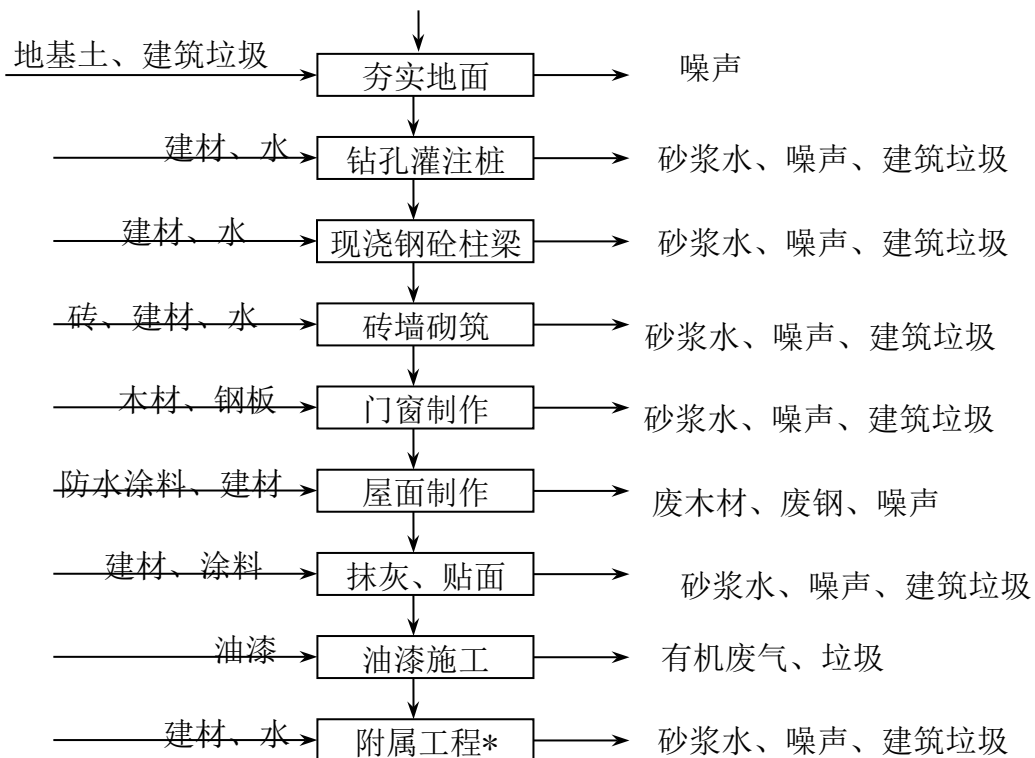 地基土、建筑垃圾 夯实地面 噪声
建材、水 钻孔灌注桩 砂浆水、噪声、建筑垃圾
建材、水 现浇钢砼柱梁 砂浆水、噪声、建筑垃圾
砖、建材、水 砖墙砌筑 砂浆水、噪声、建筑垃圾
木材、钢板 门窗制作 砂浆水、噪声、建筑垃圾
防水涂料、建材 屋面制作 废木材、废钢、噪声
建材、涂料 抹灰、贴面 砂浆水、噪声、建筑垃圾
油漆 油漆施工 有机废气、垃圾
建材、水 附属工程* 砂浆水、噪声、建筑垃圾